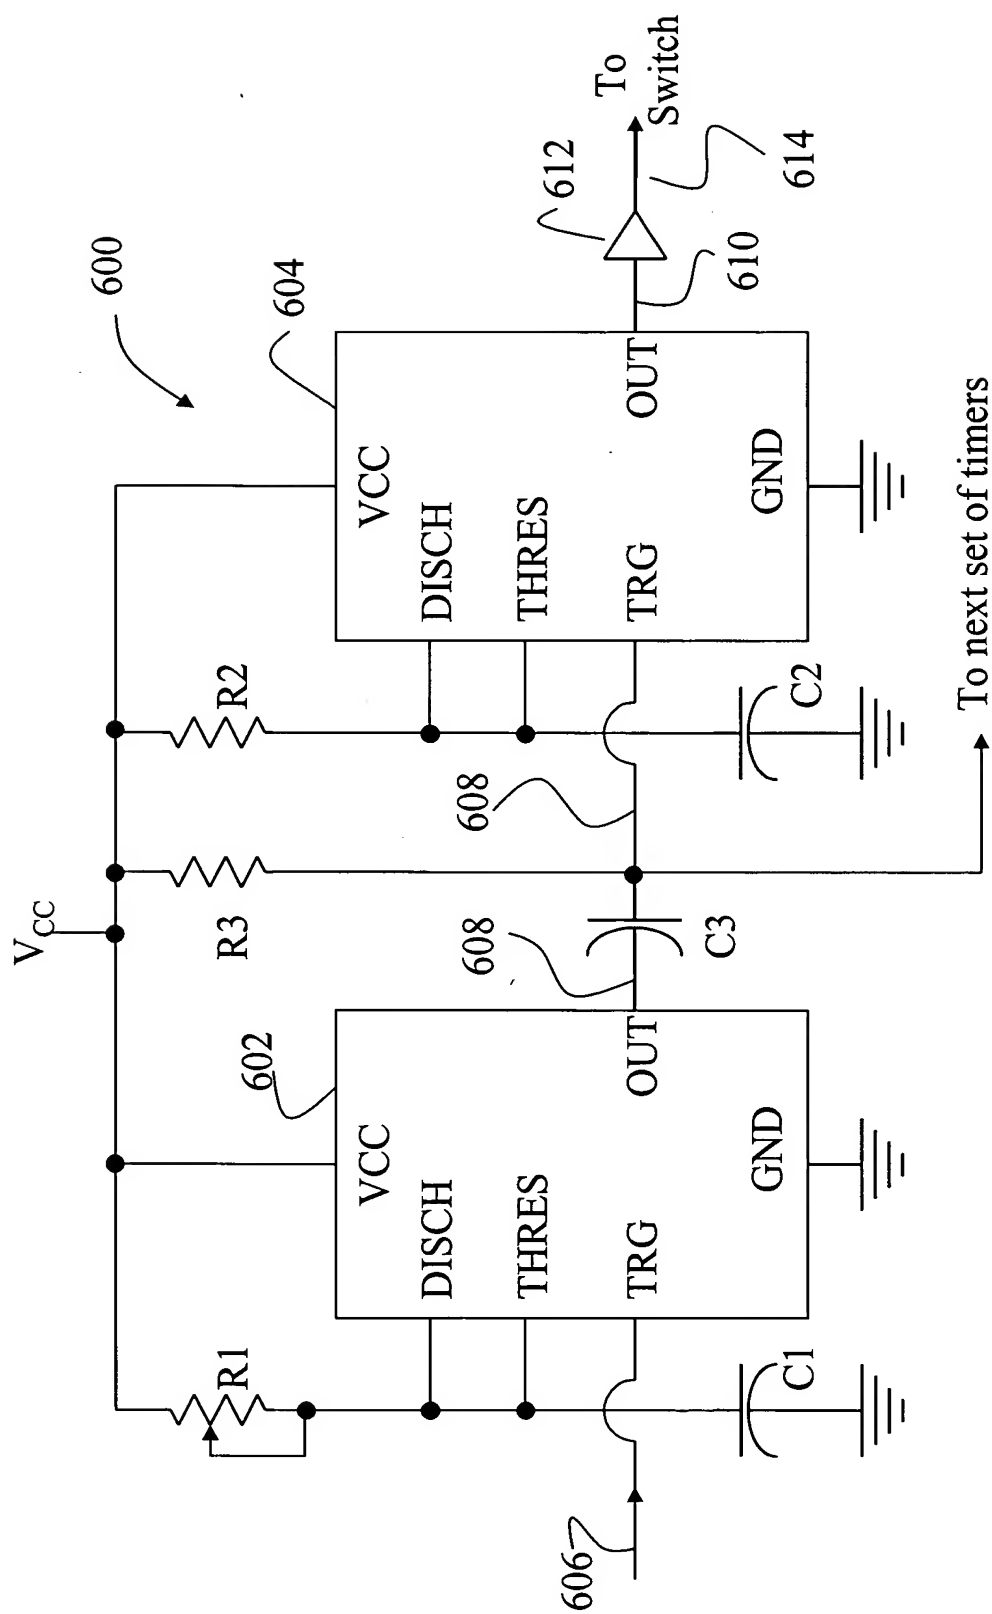 600
V_CC
R1
R3
R2
602
604
VCC
DISCH
THRES
TRG
OUT
GND
VCC
DISCH
THRES
TRG
OUT
GND
606
608
608
C1
C3
C2
610
612
614
To
Switch
To next set of timers